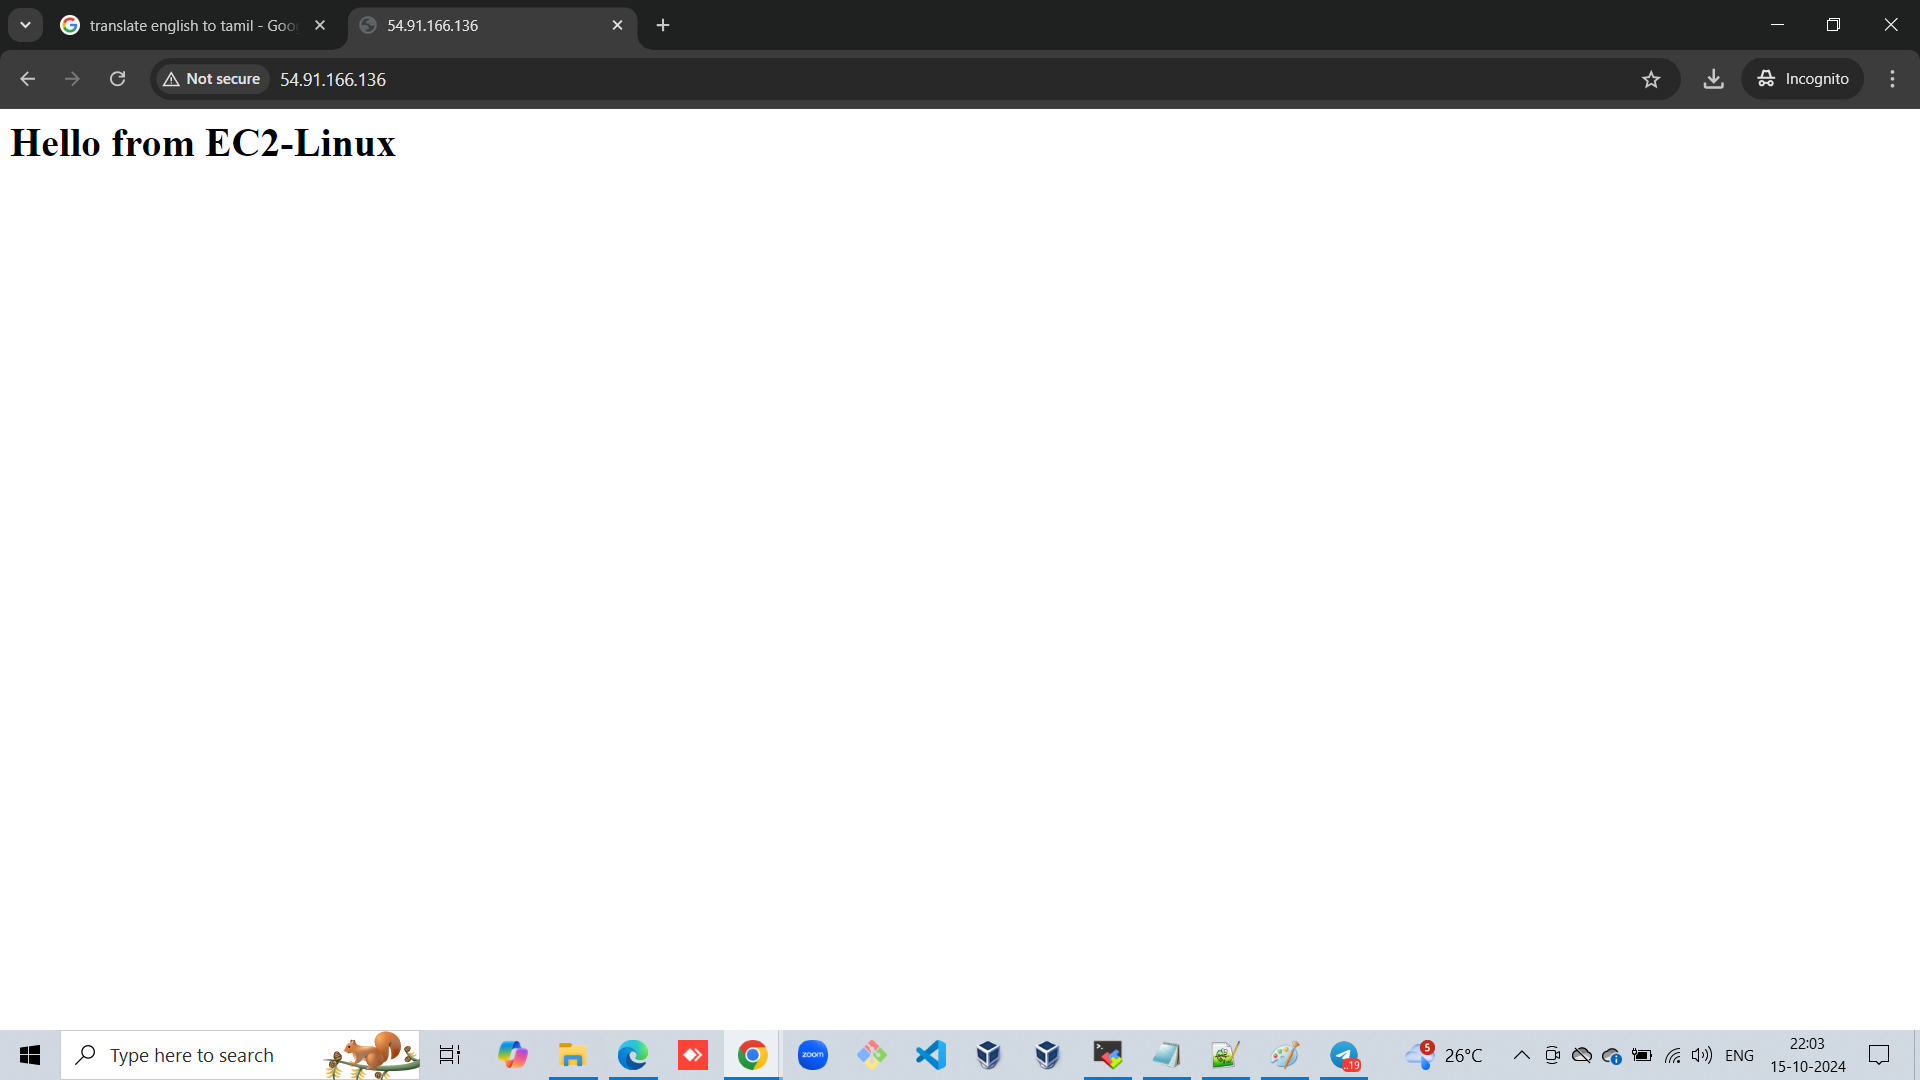 translate english to tamil - Goo
54.91.166.136
Not secure
54.91.166.136
Incognito
Hello from EC2-Linux
Type here to search
zoom
..19
5
26°C
ENG
22:03
15-10-2024